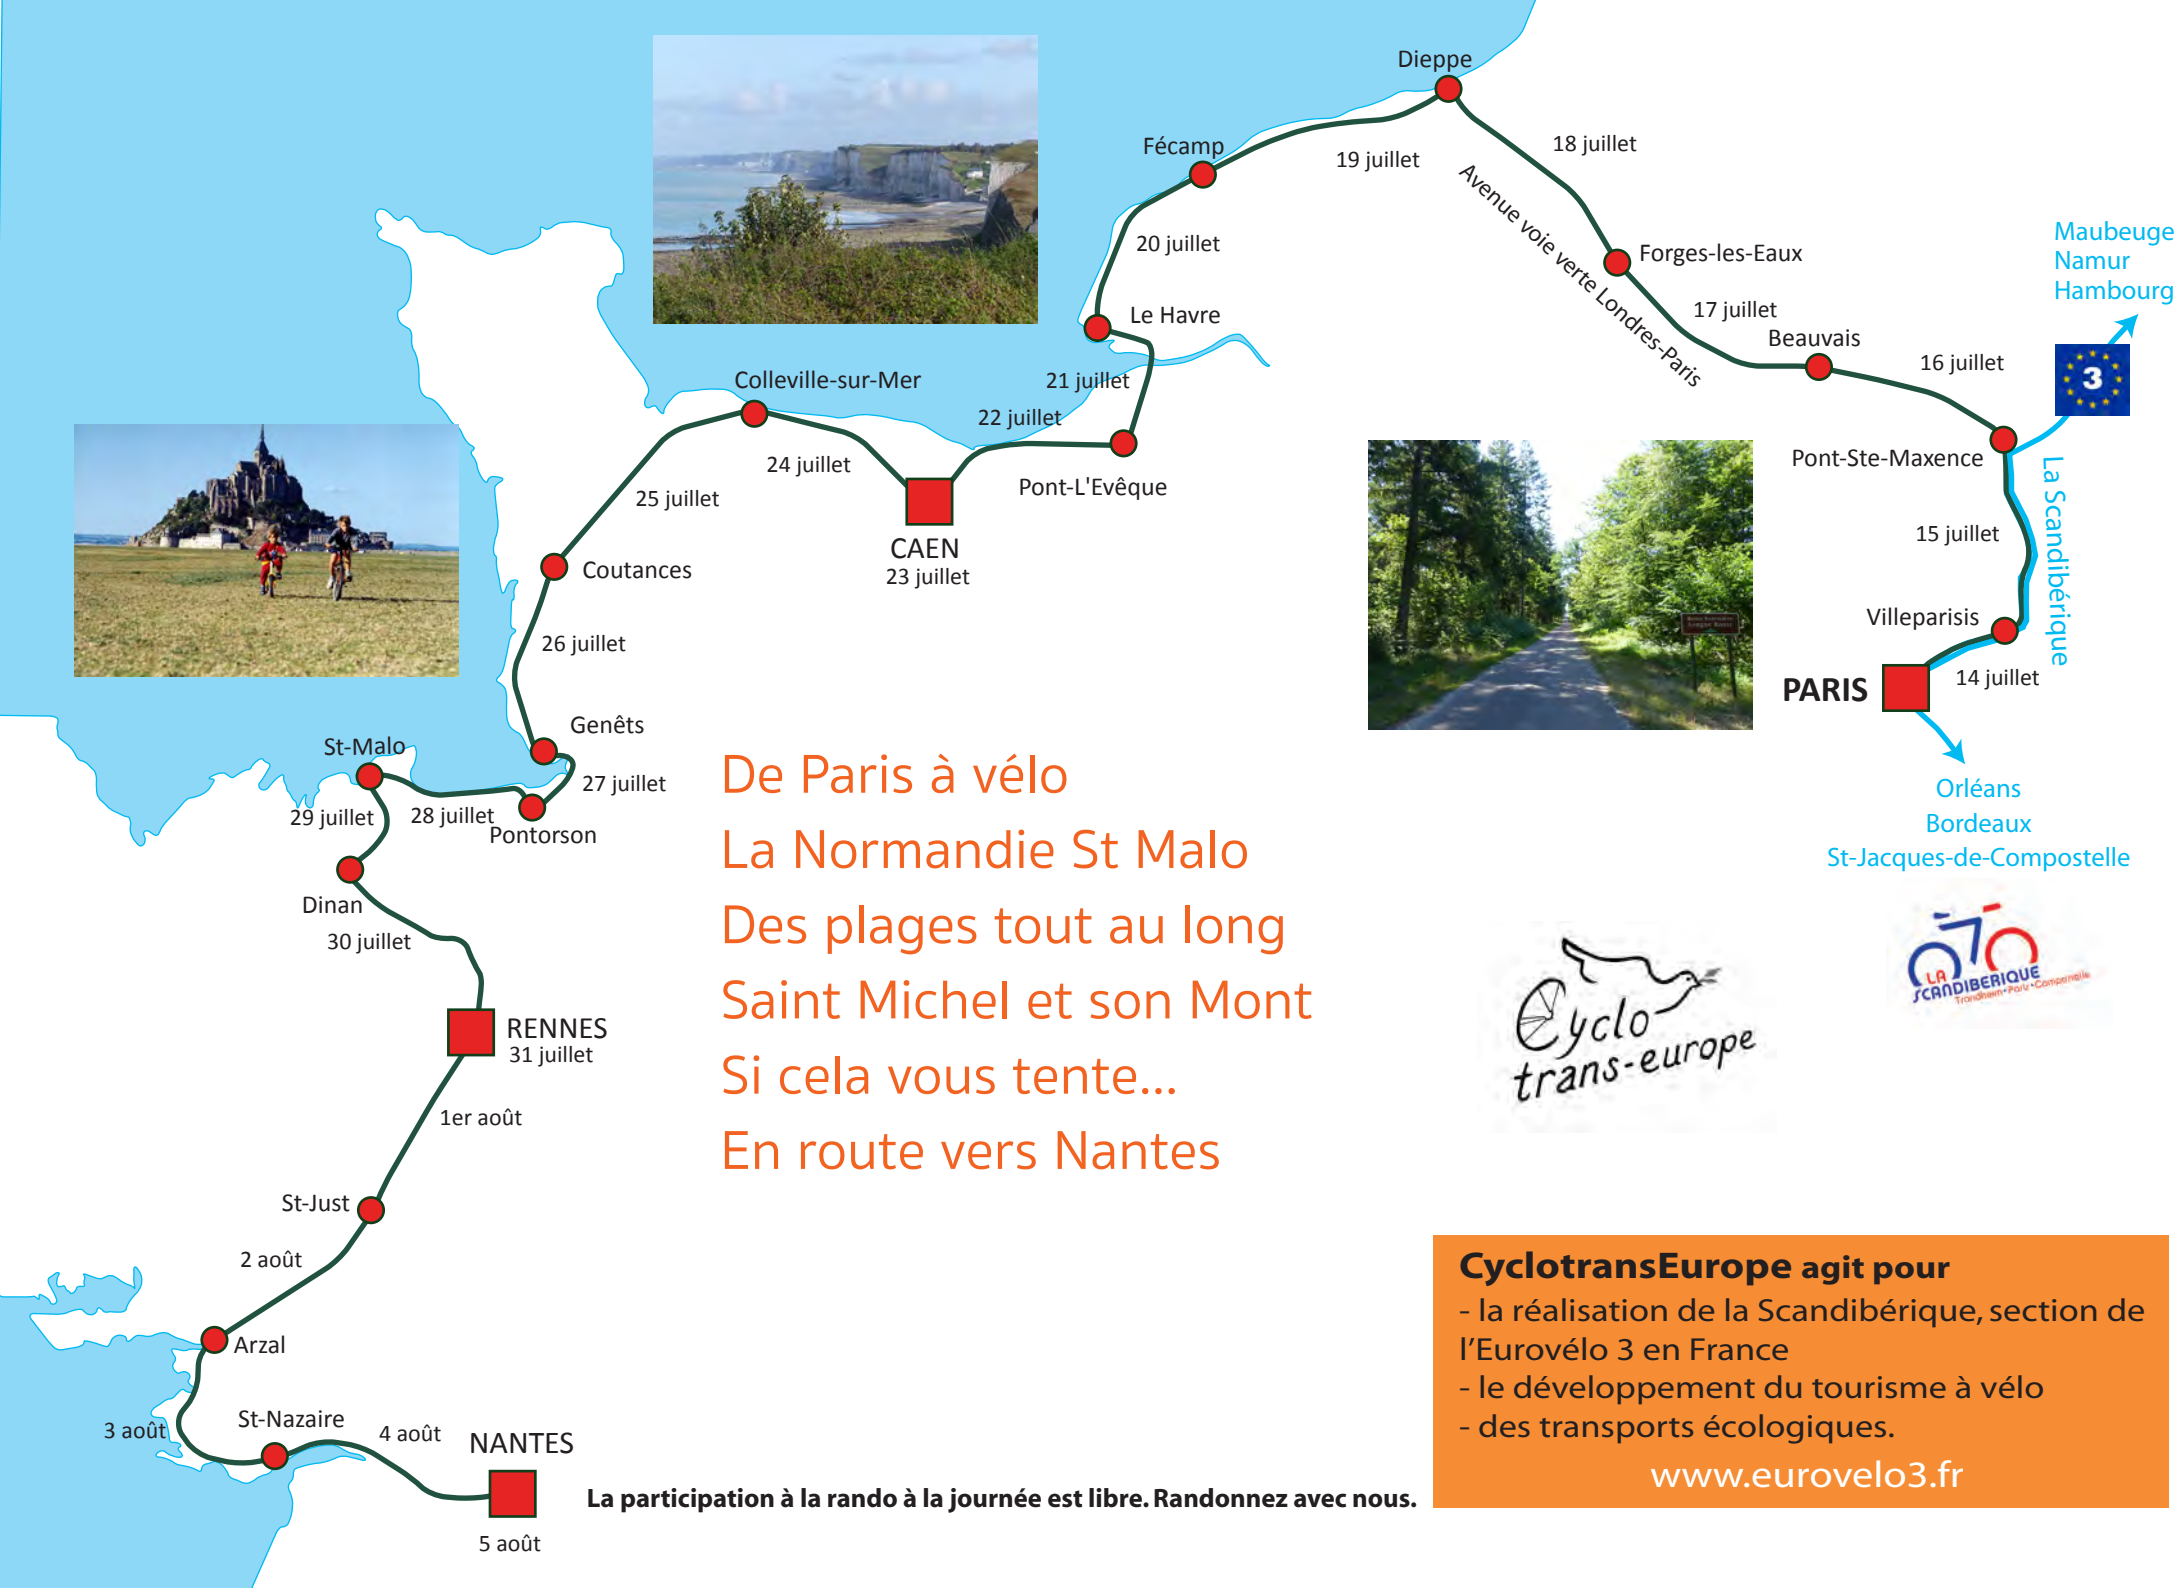 Dieppe
Fécamp
18 juillet
19 juillet
Avenue voie verte Londres-Paris
20 juillet
Forges-les-Eaux
Maubeuge
Namur
Hambourg
Le Havre
17 juillet
Beauvais
16 juillet
3
Colleville-sur-Mer
21 juillet
22 juillet
24 juillet
25 juillet
Pont-L'Evêque
Pont-Ste-Maxence
La Scandibérique
CAEN
23 juillet
15 juillet
Coutances
Villeparisis
26 juillet
PARIS
14 juillet
Genêts
St-Malo
27 juillet
29 juillet
28 juillet
Pontorson
Orléans
Bordeaux
St-Jacques-de-Compostelle
Dinan
30 juillet
De Paris à vélo
La Normandie St Malo
Des plages tout au long
Saint Michel et son Mont
Si cela vous tente...
En route vers Nantes
LA
SCANDIBERIQUE
Trondheim • Paris • Compostelle
Cyclo
trans-europe
RENNES
31 juillet
1er août
St-Just
2 août
Arzal
3 août
St-Nazaire
4 août
NANTES
5 août
La participation à la rando à la journée est libre. Randonnez avec nous.
CyclotransEurope agit pour
- la réalisation de la Scandibérique, section de
l'Eurovélo 3 en France
- le développement du tourisme à vélo
- des transports écologiques.
www.eurovelo3.fr